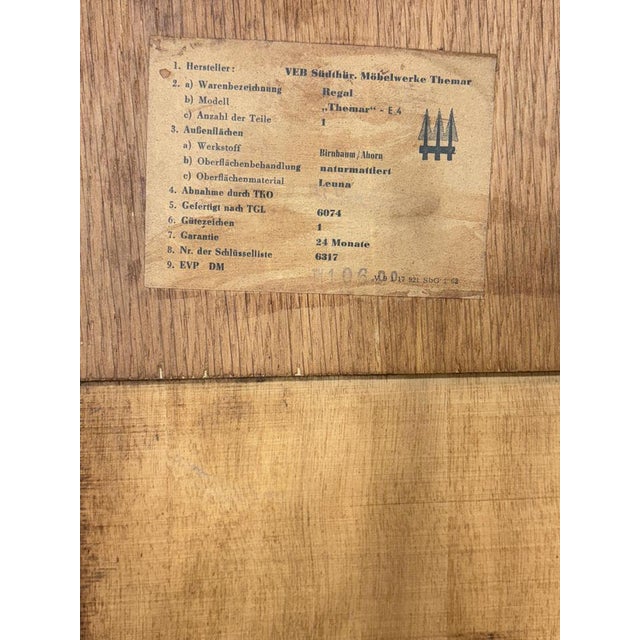 1. Hersteller: VEB Südthür. Möbelwerke Themar
2. a) Warenbezeichnung Regal
b) Modell „Themar“ - E 4
c) Anzahl der Teile 1
3. Außenflächen
a) Werkstoff Birnbaum/Ahorn
b) Oberflächenbehandlung naturmattiert
c) Oberflächenmaterial Leuna
4. Abnahme durch TKO
5. Gefertigt nach TGL 6074
6. Gütezeichen 1
7. Garantie 24 Monate
8. Nr. der Schlüsselliste 6317
9. EVP DM 106,00